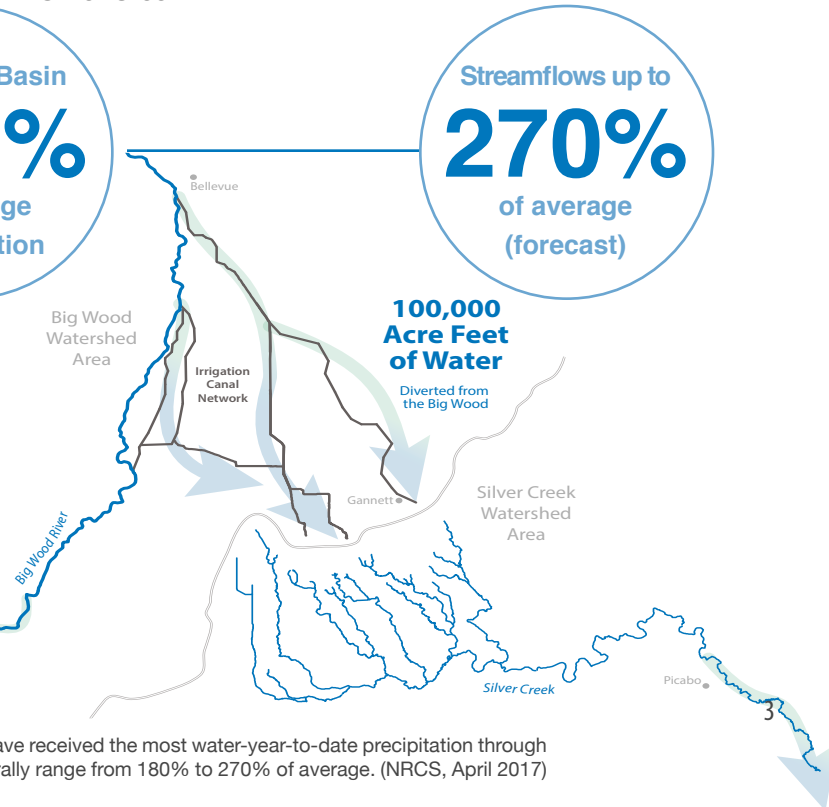 Basin
%
Streamflows up to
270%
of average
(forecast)
Bellevue
Big Wood
Watershed
Area
Irrigation
Canal
Network
100,000
Acre Feet
of Water
Diverted from
the Big Wood
Gannett
Silver Creek
Watershed
Area
Big Wood River
Silver Creek
Picabo
3
ave received the most water-year-to-date precipitation through
rally range from 180% to 270% of average. (NRCS, April 2017)